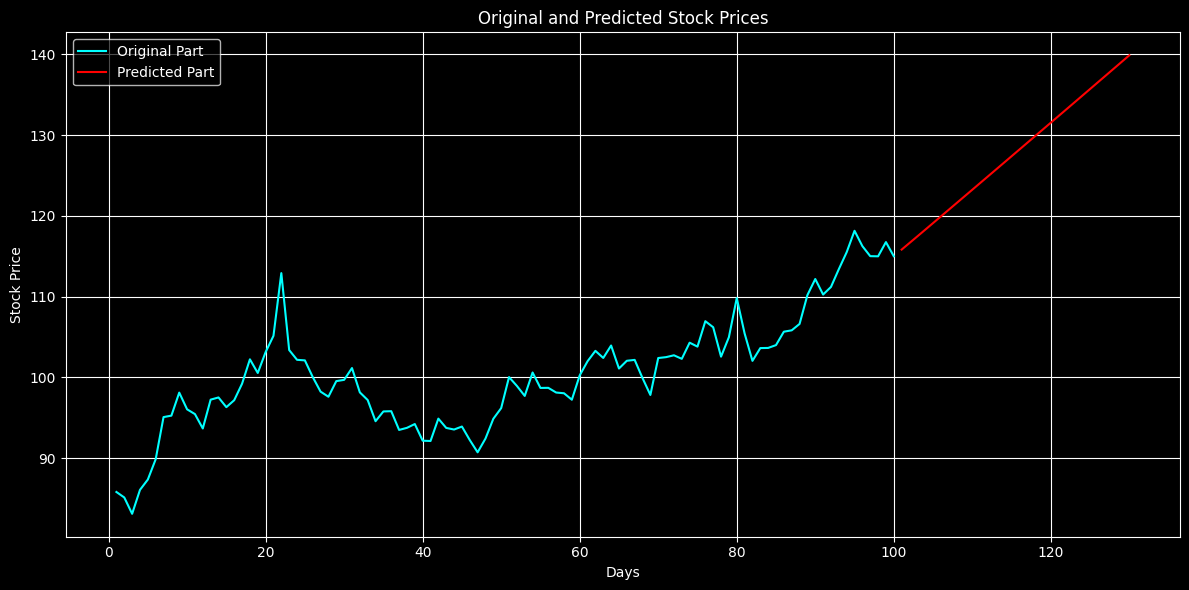 Original and Predicted Stock Prices
Original Part
Predicted Part
140
130
120
110
100
90
Stock Price
0 20 40 60 80 100 120
Days